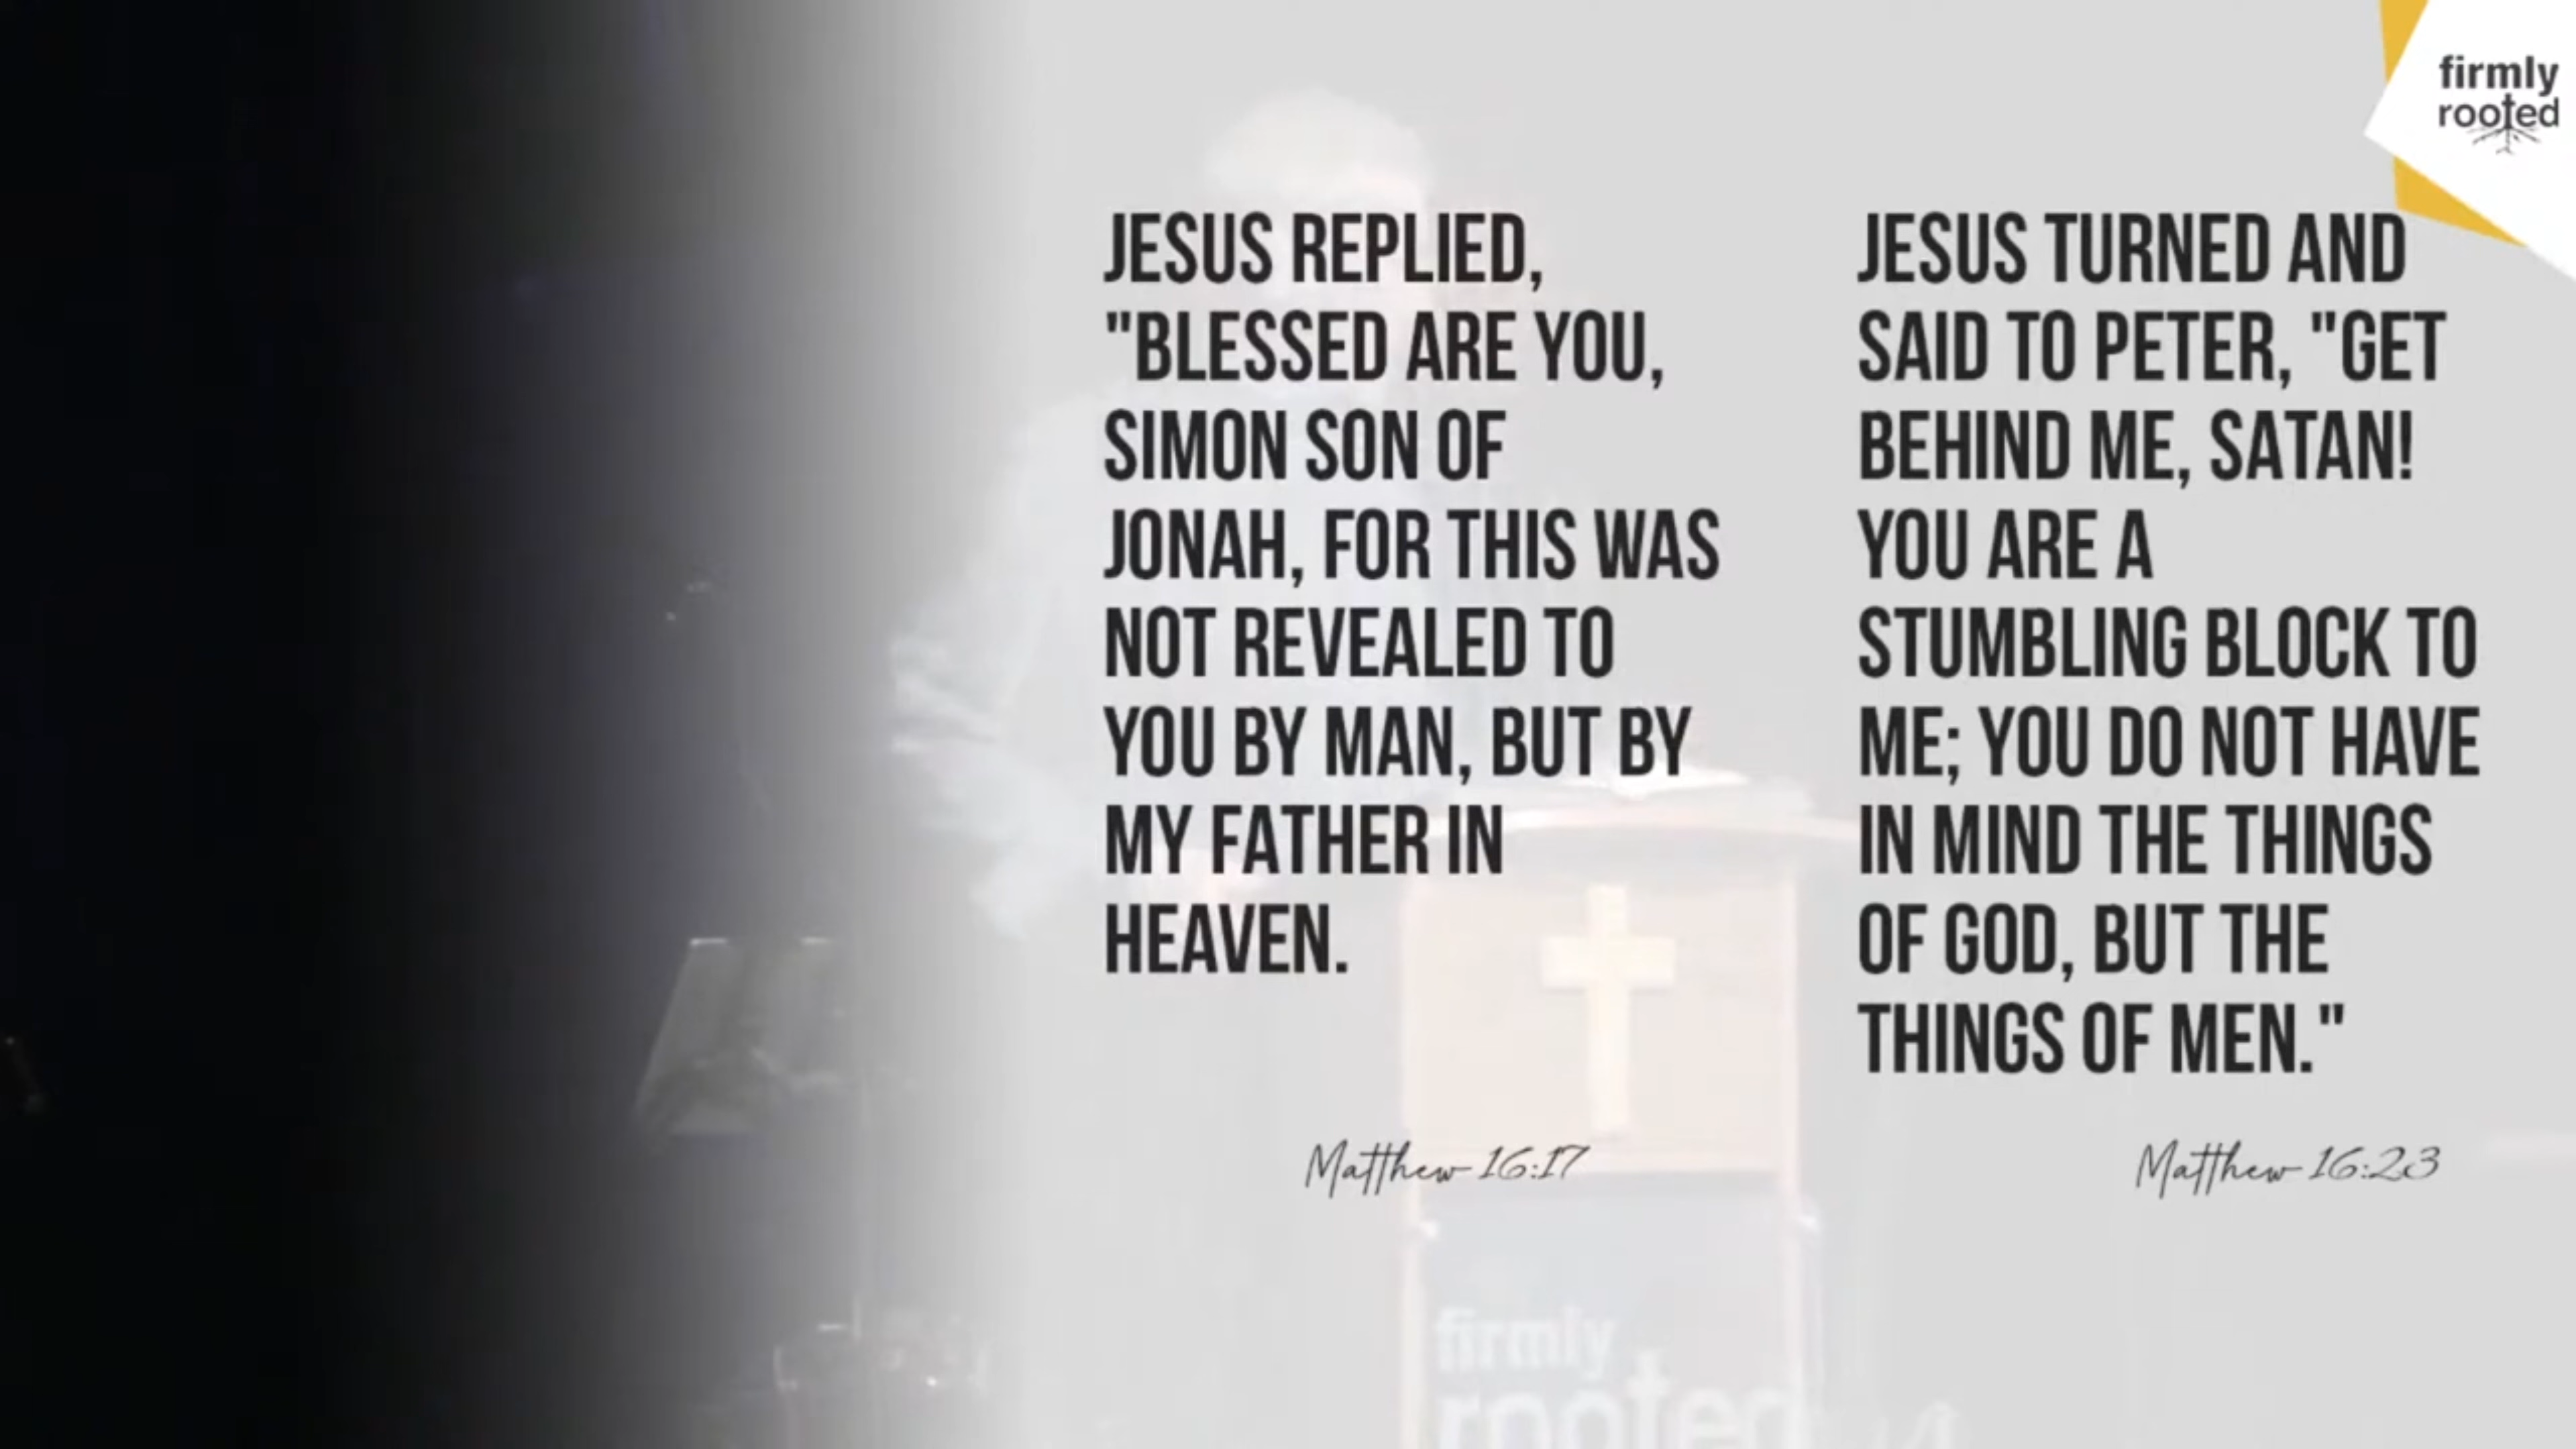 firmly
rooted
JESUS REPLIED,
"BLESSED ARE YOU,
SIMON SON OF
JONAH, FOR THIS WAS
NOT REVEALED TO
YOU BY MAN, BUT BY
MY FATHER IN
HEAVEN.
Matthew 16:17
JESUS TURNED AND
SAID TO PETER, "GET
BEHIND ME, SATAN!
YOU ARE A
STUMBLING BLOCK TO
ME; YOU DO NOT HAVE
IN MIND THE THINGS
OF GOD, BUT THE
THINGS OF MEN."
Matthew 16:23
firmly
rooted